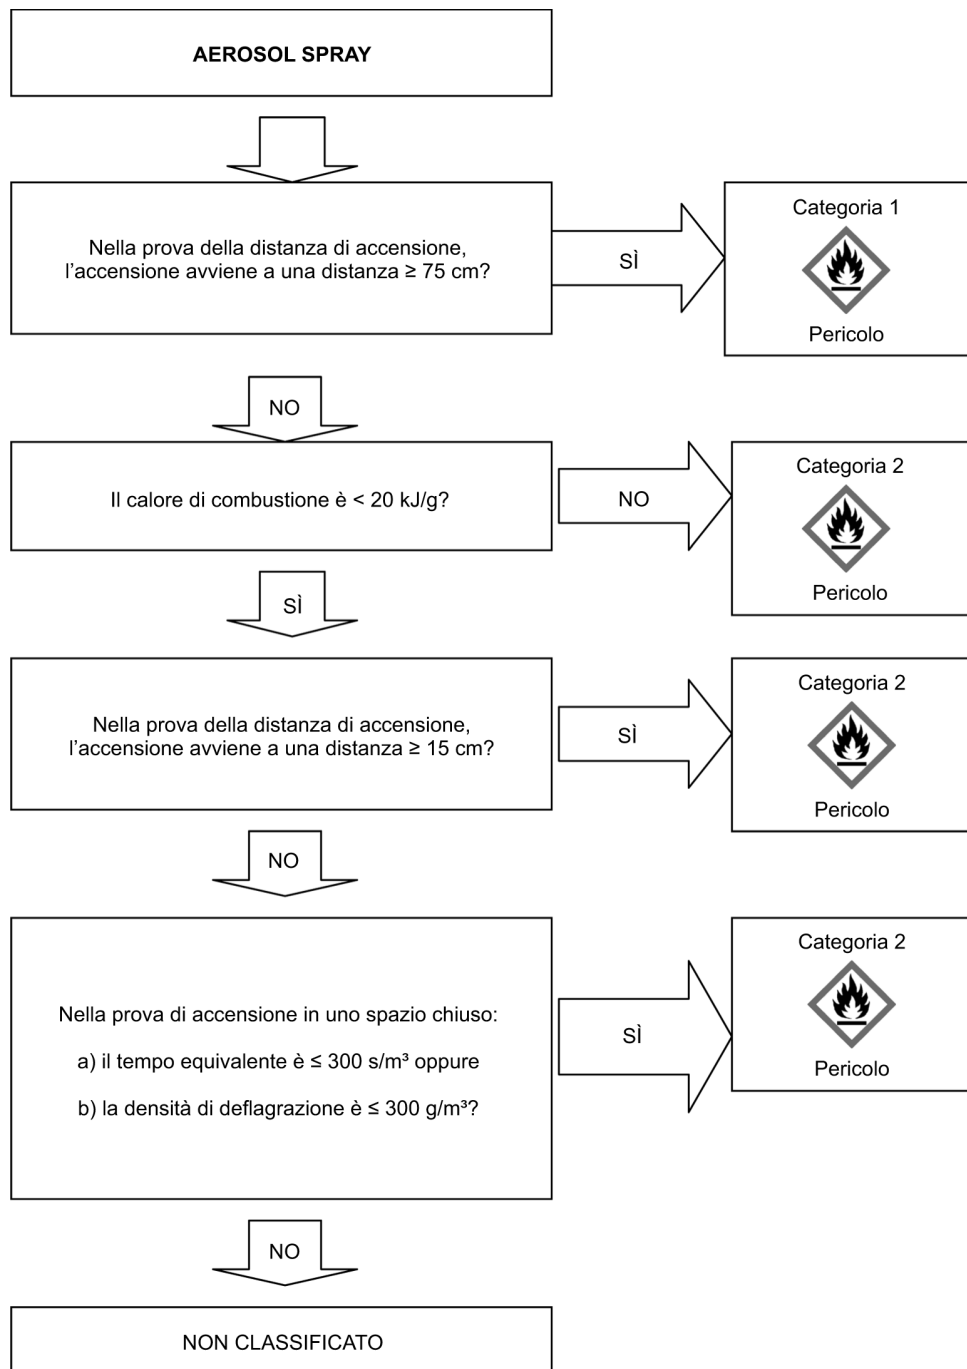 AEROSOL SPRAY
Nella prova della distanza di accensione,
l'accensione avviene a una distanza ≥ 75 cm?
SÌ
Categoria 1
Pericolo
NO
Il calore di combustione è < 20 kJ/g?
NO
Categoria 2
Pericolo
SÌ
Nella prova della distanza di accensione,
l'accensione avviene a una distanza ≥ 15 cm?
SÌ
Categoria 2
Pericolo
NO
Nella prova di accensione in uno spazio chiuso:
a) il tempo equivalente è ≤ 300 s/m³ oppure
b) la densità di deflagrazione è ≤ 300 g/m³?
SÌ
Categoria 2
Pericolo
NO
NON CLASSIFICATO